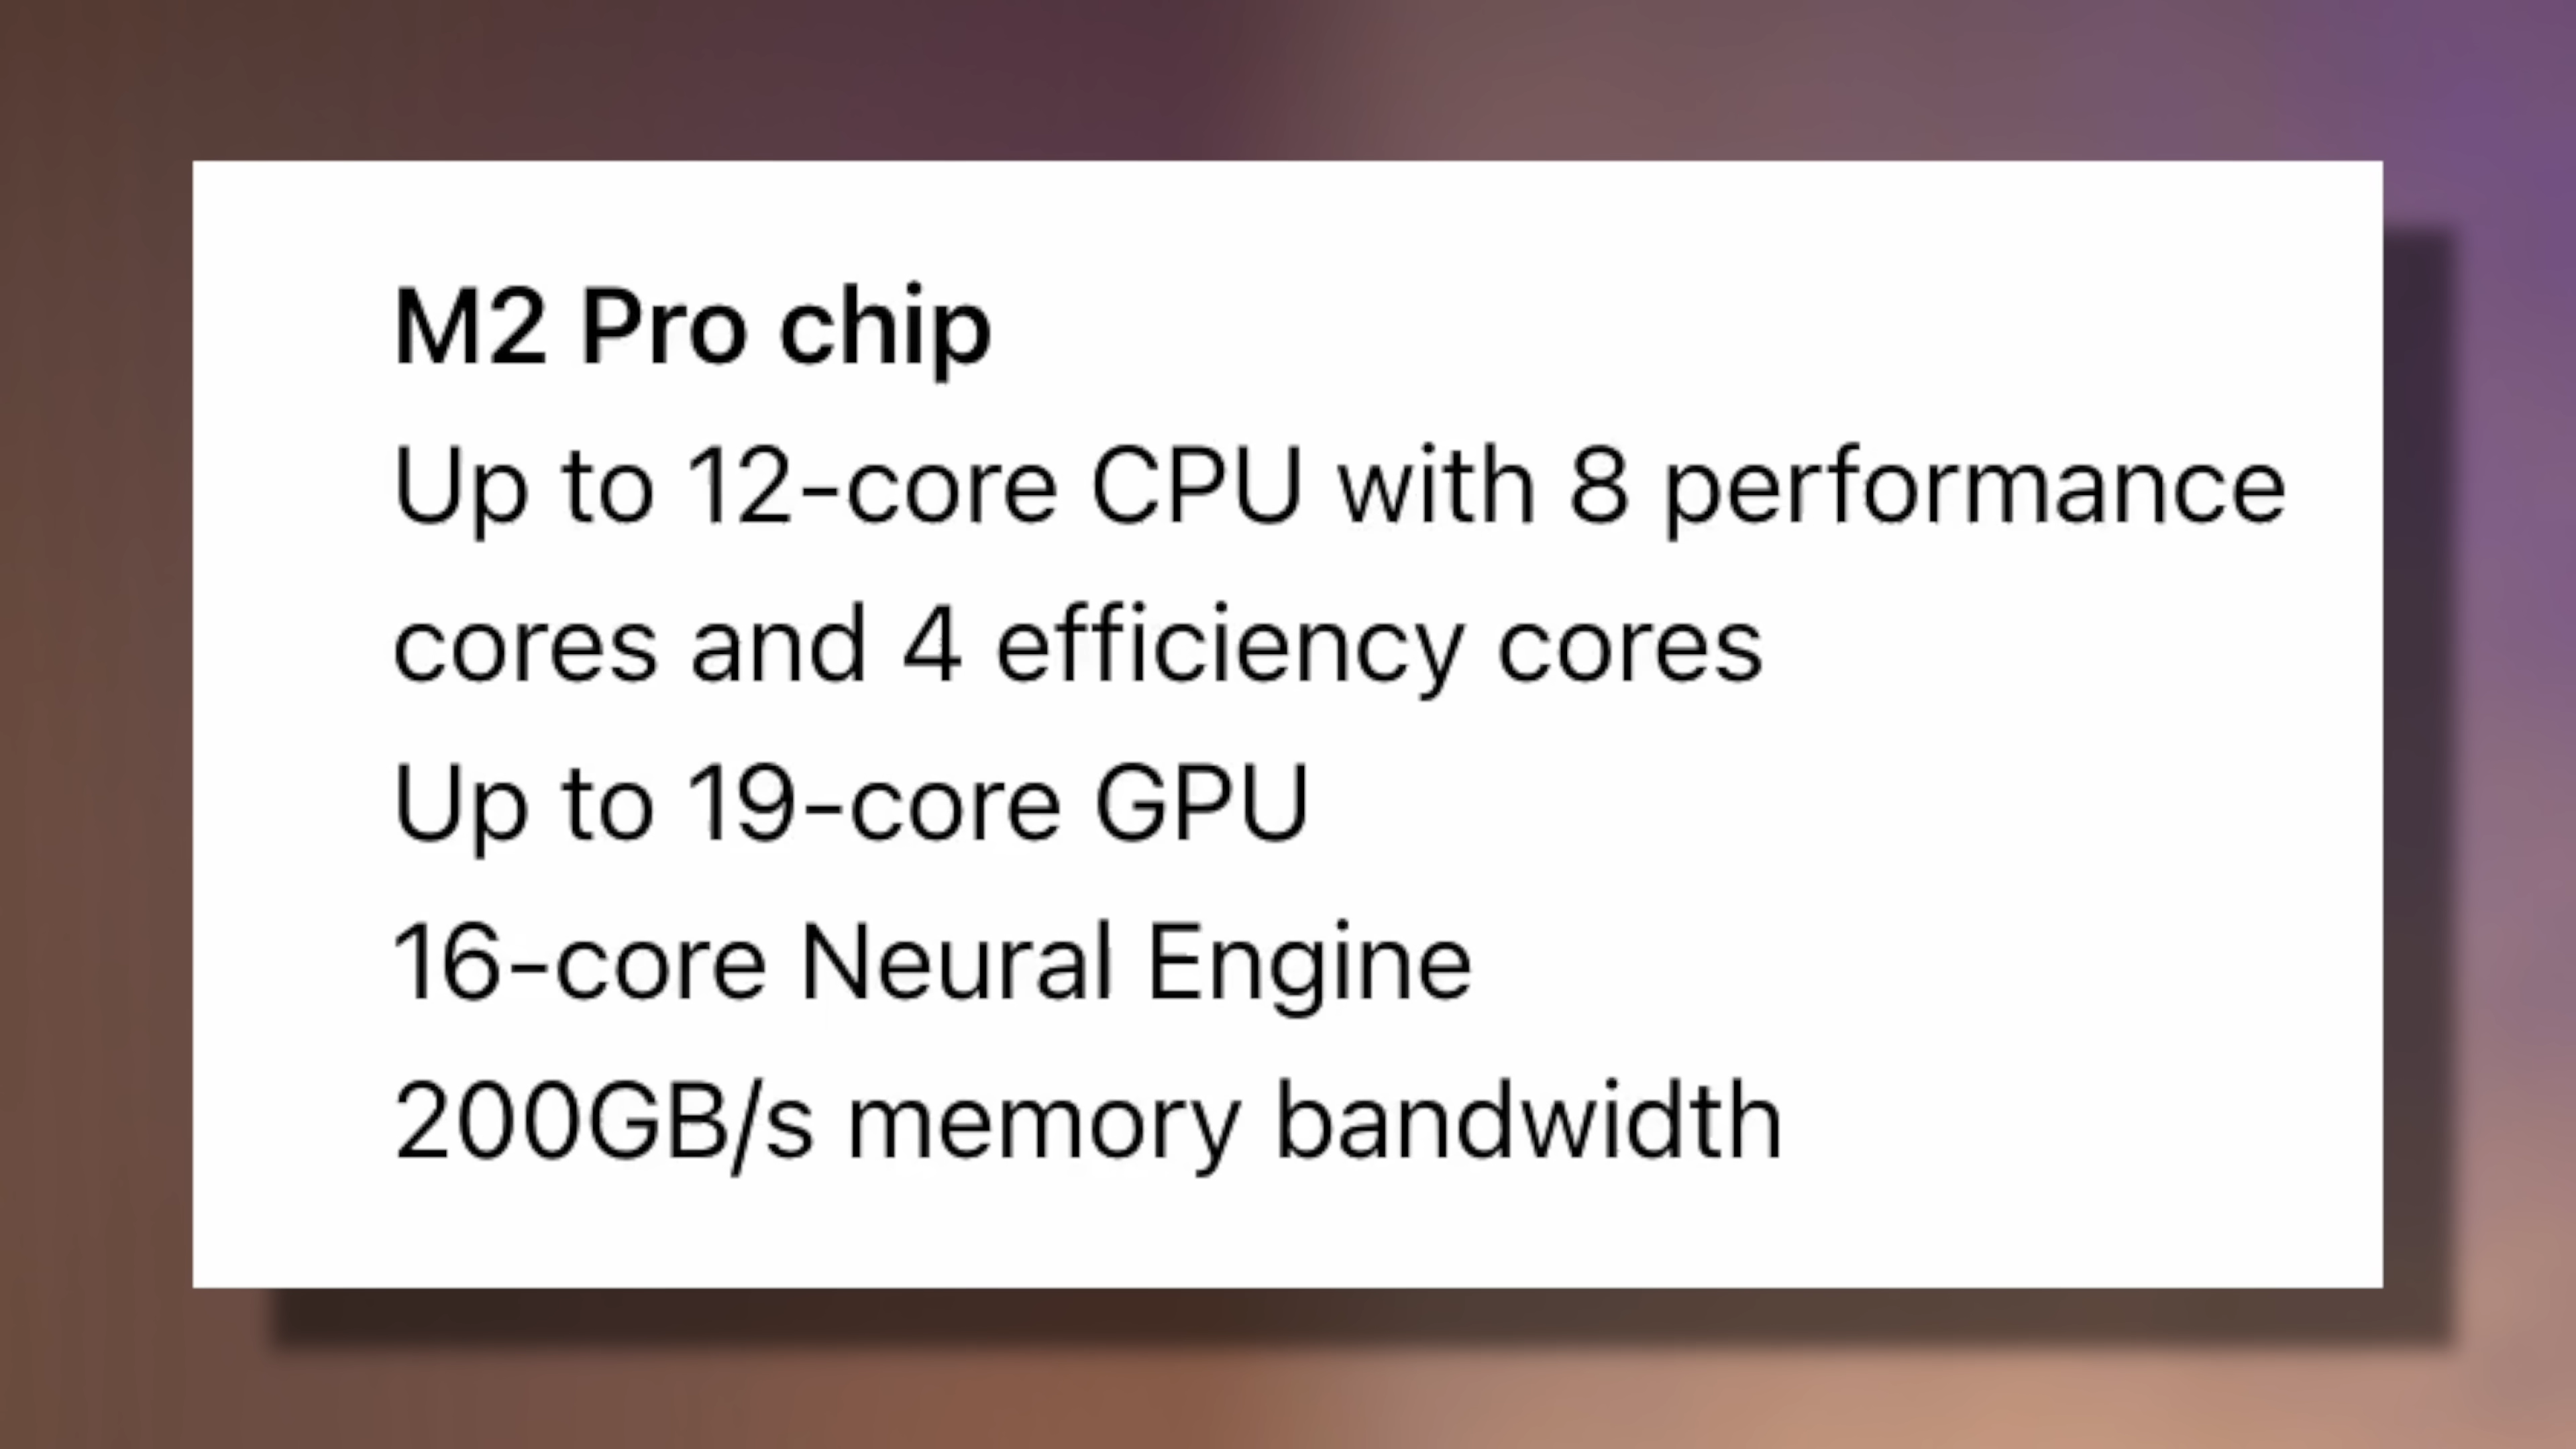 M2 Pro chip
Up to 12-core CPU with 8 performance
cores and 4 efficiency cores
Up to 19-core GPU
16-core Neural Engine
200GB/s memory bandwidth